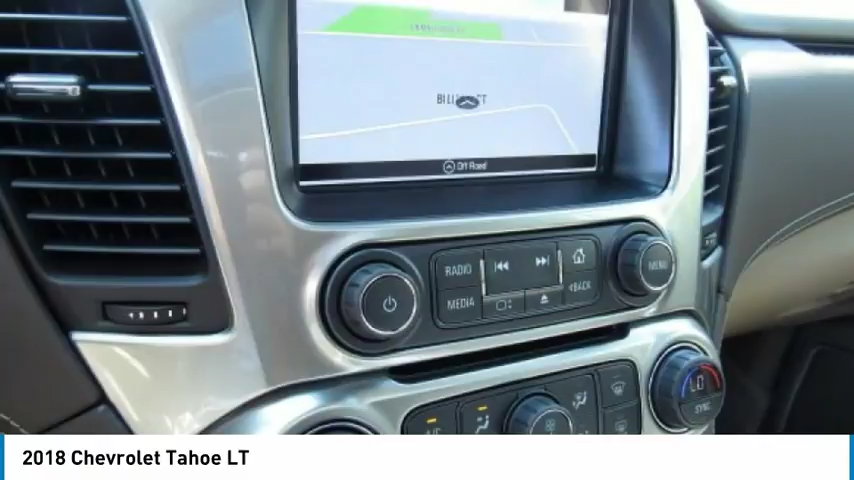 Off Road
RADIO
MEDIA
BACK
MENU
LO
SYNC
A/C
2018 Chevrolet Tahoe LT